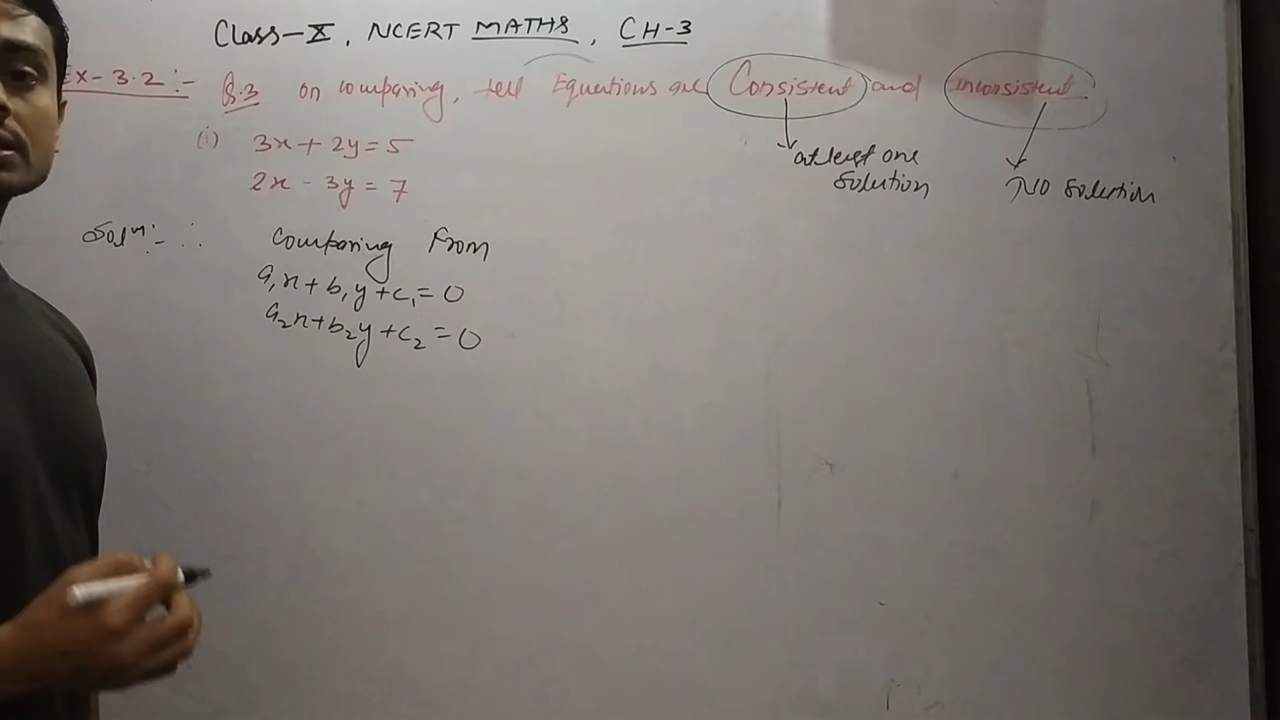 Class-X, NCERT MATHS, CH-3
Ex-3.2:- Q.3 on comparing, tell Equations are Consistent and inconsistent
(i) 3x + 2y = 5
2x - 3y = 7
at least one solution
No solution
Solⁿ:- ∴ Comparing From
a₁x + b₁y + c₁ = 0
a₂x + b₂y + c₂ = 0